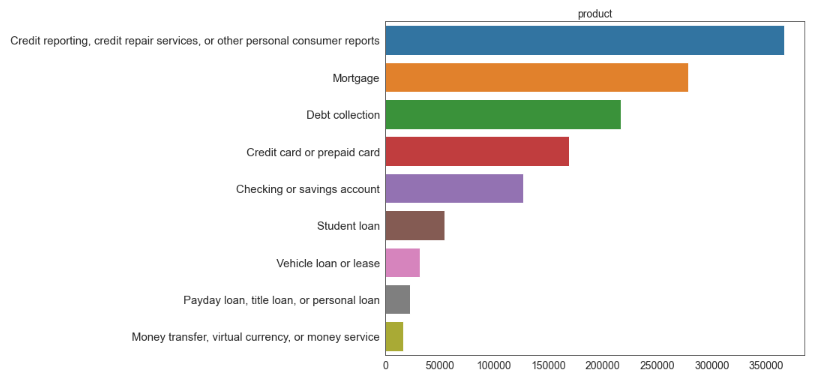 product
Credit reporting, credit repair services, or other personal consumer reports
Mortgage
Debt collection
Credit card or prepaid card
Checking or savings account
Student loan
Vehicle loan or lease
Payday loan, title loan, or personal loan
Money transfer, virtual currency, or money service
0 50000 100000 150000 200000 250000 300000 350000